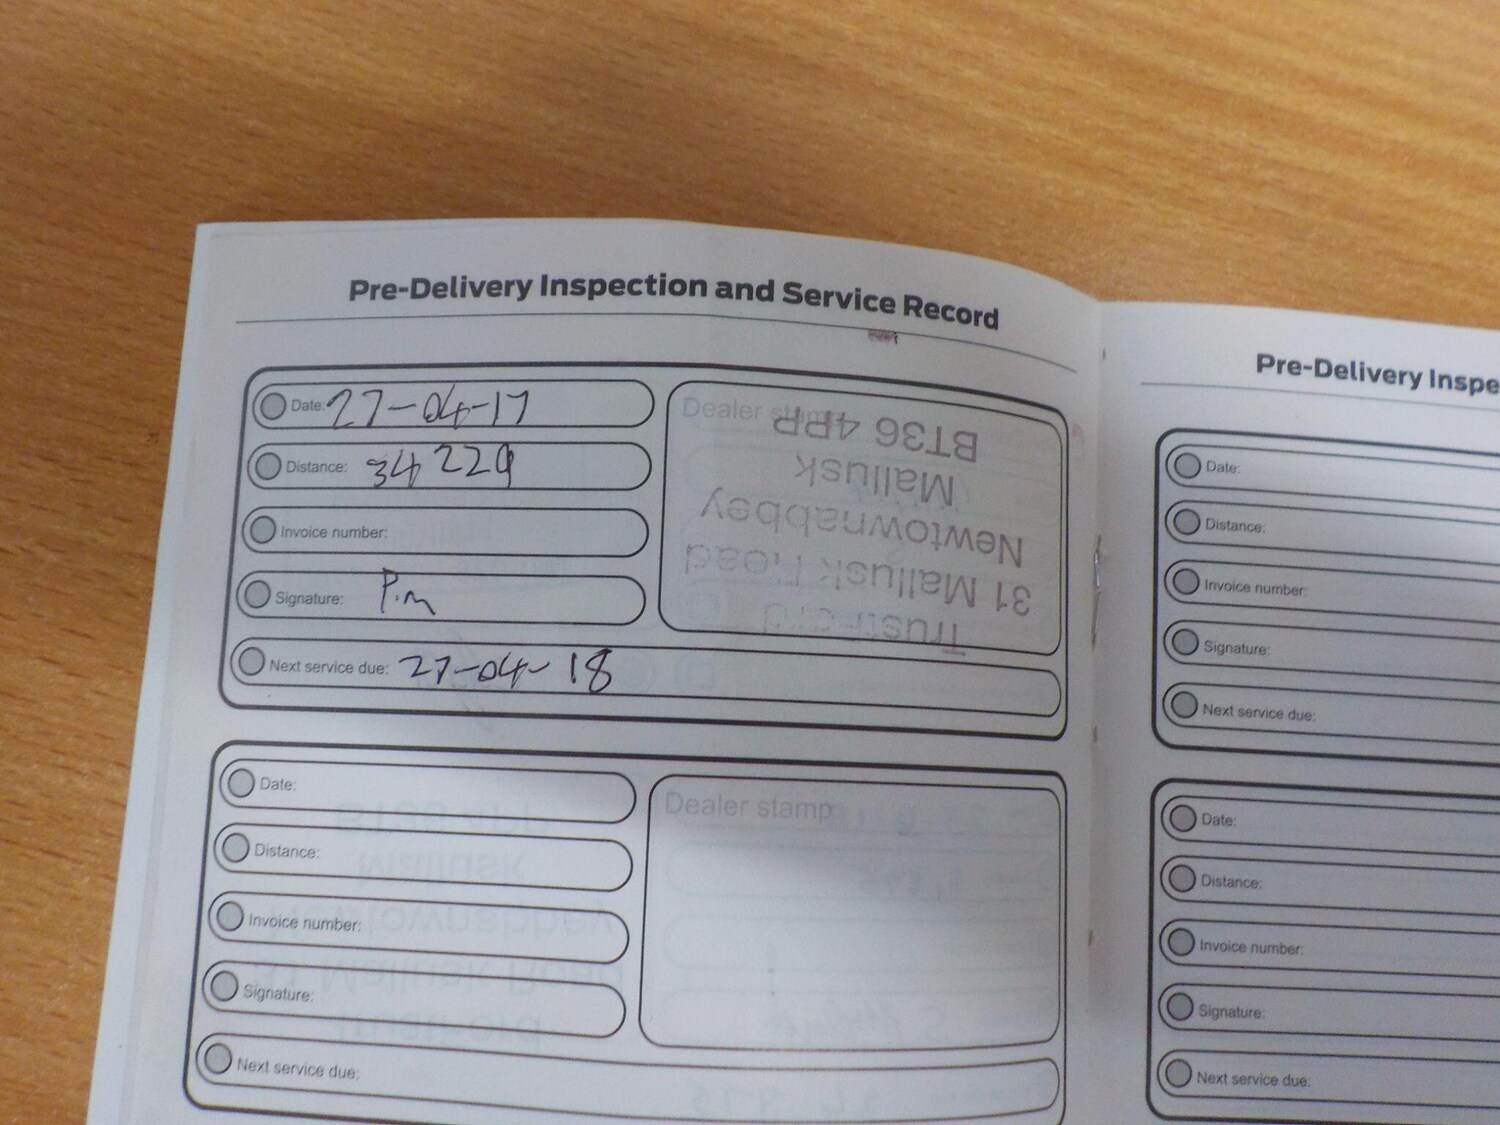 Pre-Delivery Inspection and Service Record
Date: 27-04-17
Distance: 34229
Invoice number:
Signature: P.m
Next service due: 27-04-18
Dealer stamp
TrustFord
31 Mallusk Road
Newtownabbey
Mallusk
BT36 4PP
Date:
Distance:
Invoice number:
Signature:
Next service due:
Dealer stamp
Pre-Delivery Inspe
Date:
Distance:
Invoice number:
Signature:
Next service due:
Date:
Distance:
Invoice number:
Signature:
Next service due: